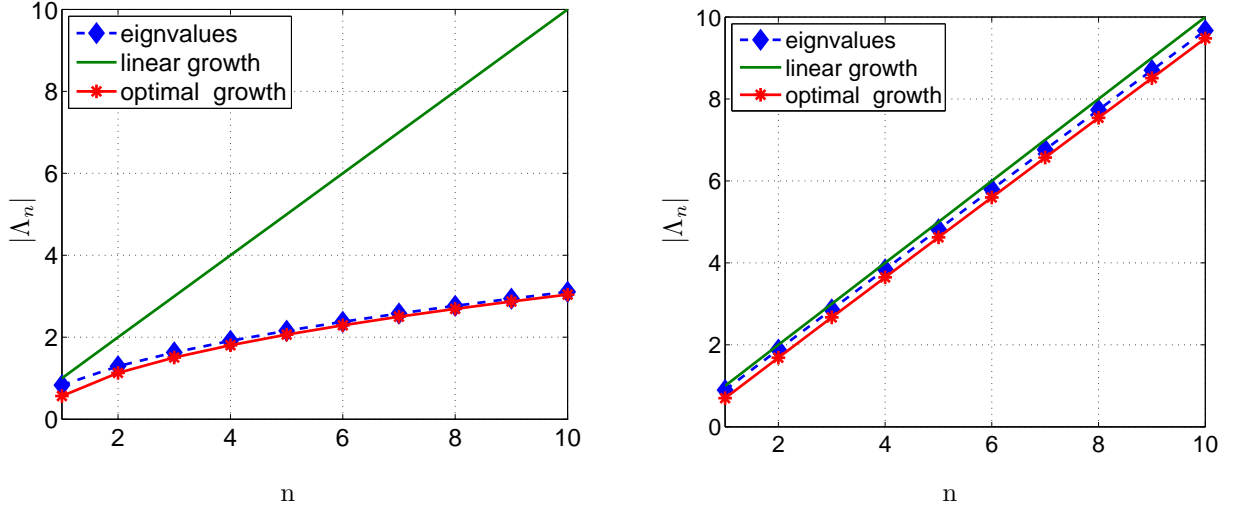 10
8
6
4
2
0
|Λn|
eignvalues
linear growth
optimal growth
2 4 6 8 10
n
10
8
6
4
2
0
|Λn|
eignvalues
linear growth
optimal growth
2 4 6 8 10
n